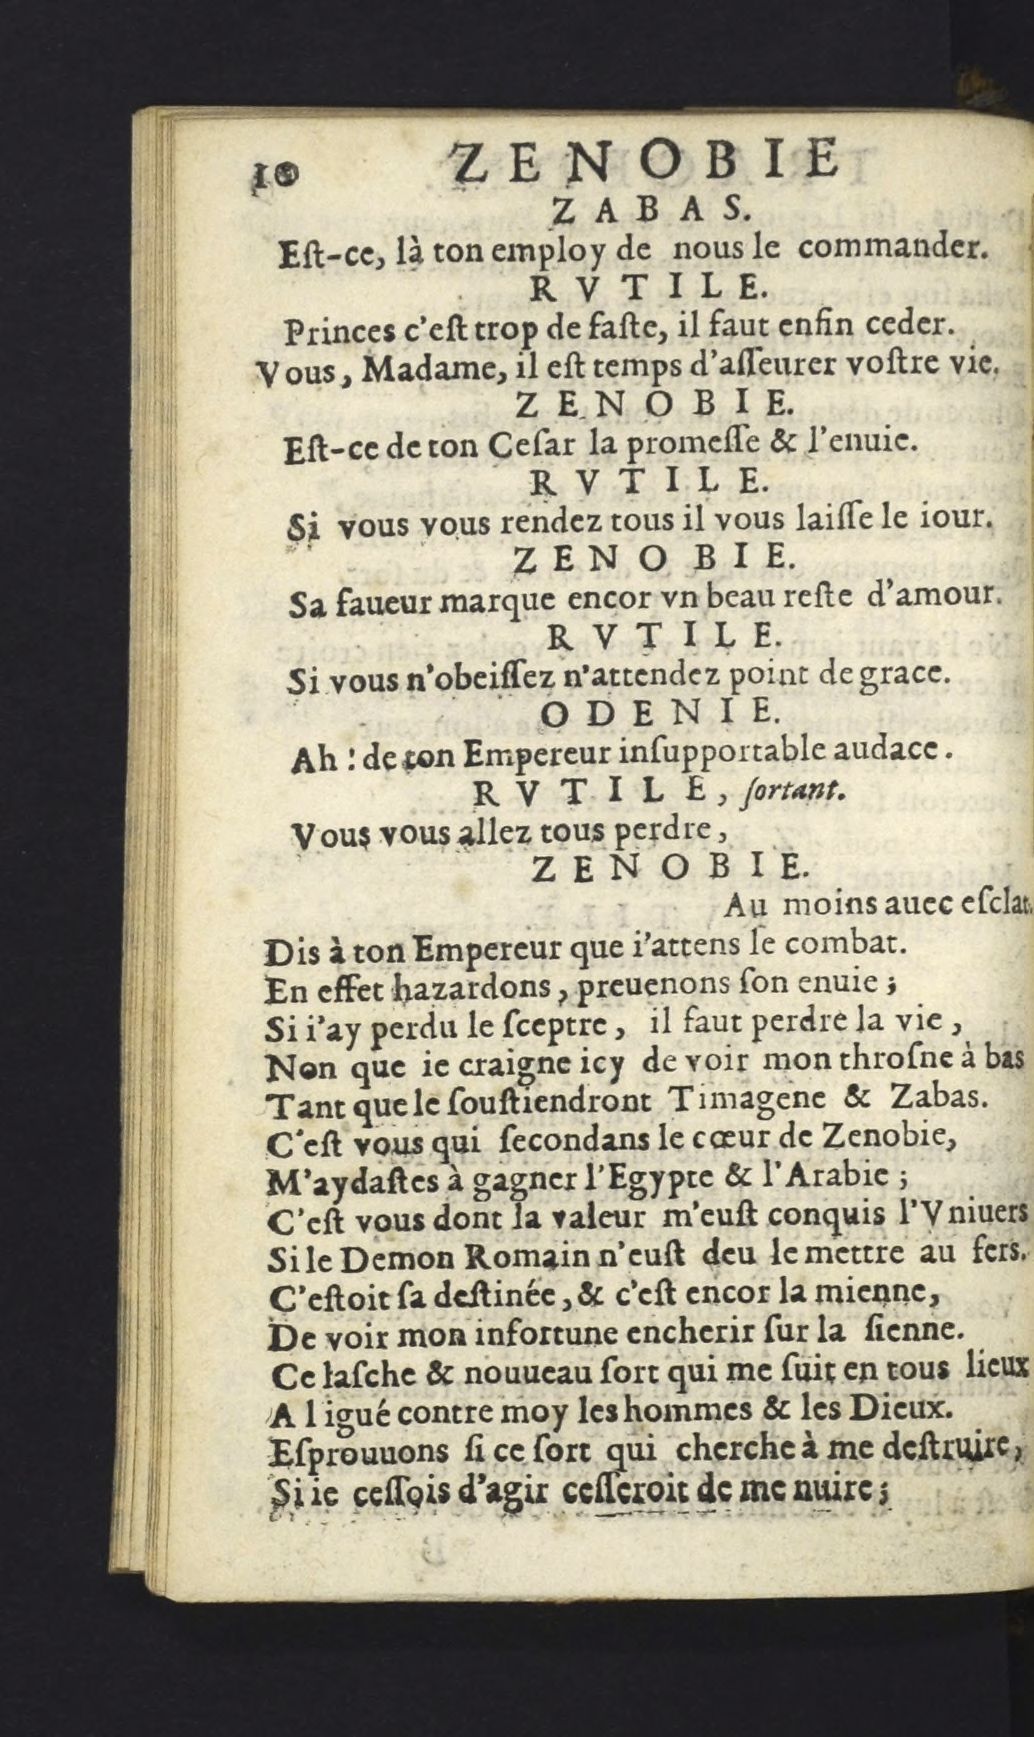 10 ZENOBIE
ZABAS.
Eſt-ce, là ton employ de nous le commander.
RVTILE.
Princes c'eſt trop de faſte, il faut enfin ceder.
Vous, Madame, il eſt temps d'aſſeurer voſtre vie.
ZENOBIE.
Eſt-ce de ton Ceſar la promeſſe & l'enuie.
RVTILE.
Si vous vous rendez tous il vous laiſſe le iour.
ZENOBIE.
Sa faueur marque encor vn beau reſte d'amour.
RVTILE.
Si vous n'obeiſſez n'attendez point de grace.
ODENIE.
Ah ! de ton Empereur inſupportable audace.
RVTILE, ſortant.
Vous vous allez tous perdre,
ZENOBIE.
Au moins auec eſclat.
Dis à ton Empereur que i'attens le combat.
En effet hazardons, preuenons ſon enuie ;
Si i'ay perdu le ſceptre, il faut perdre la vie,
Non que ie craigne icy de voir mon throſne à bas
Tant que le ſouſtiendront Timagene & Zabas.
C'eſt vous qui ſecondans le cœur de Zenobie,
M'aydaſtes à gagner l'Egypte & l'Arabie ;
C'eſt vous dont la valeur m'euſt conquis l'Vniuers
Si le Demon Romain n'euſt deu le mettre au fers.
C'eſtoit ſa deſtinée, & c'eſt encor la mienne,
De voir mon infortune encherir ſur la ſienne.
Ce laſche & nouueau ſort qui me ſuit en tous lieux
A ligué contre moy les hommes & les Dieux.
Eſprouuons ſi ce ſort qui cherche à me deſtruire,
Si ie ceſſois d'agir ceſſeroit de me nuire ;